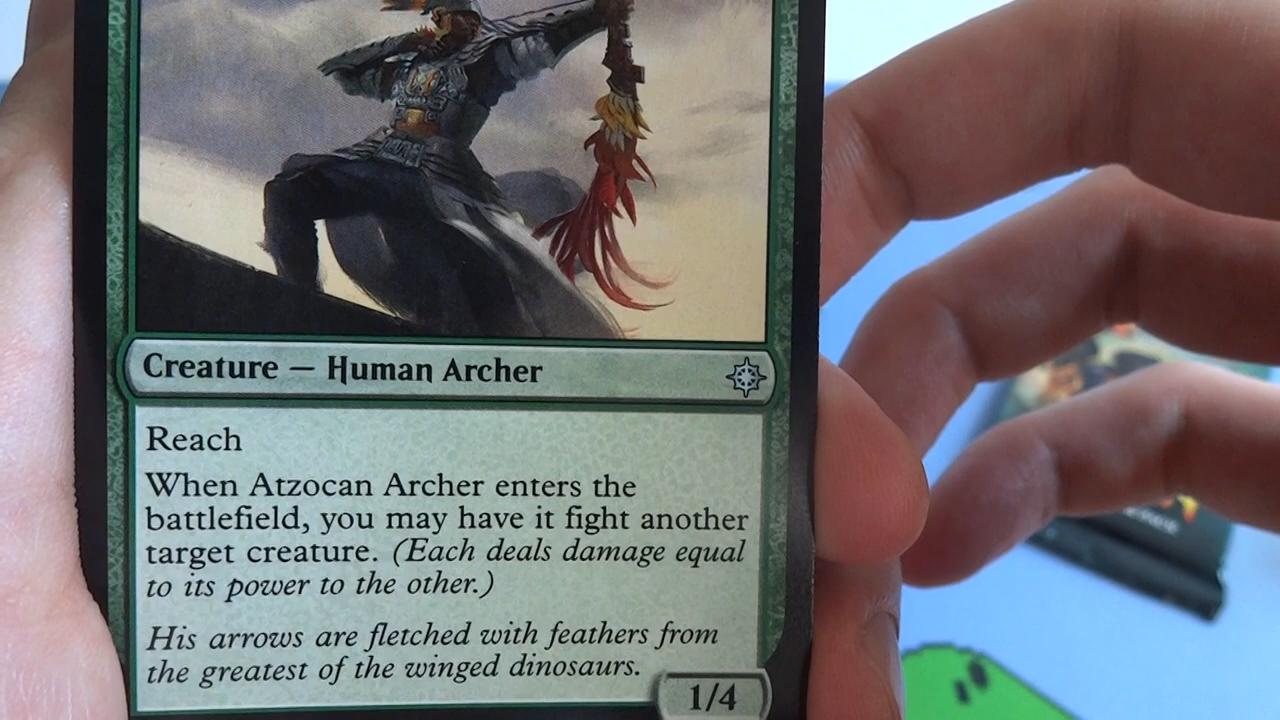 Creature — Human Archer
Reach
When Atzocan Archer enters the
battlefield, you may have it fight another
target creature. (Each deals damage equal
to its power to the other.)
His arrows are fletched with feathers from
the greatest of the winged dinosaurs.
1/4